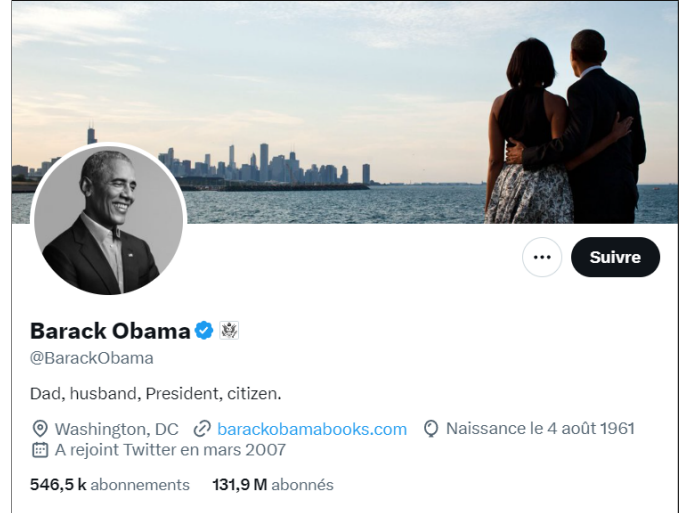 Suivre
Barack Obama
@BarackObama
Dad, husband, President, citizen.
Washington, DC barackobamabooks.com Naissance le 4 août 1961
A rejoint Twitter en mars 2007
546,5 k abonnements 131,9 M abonnés